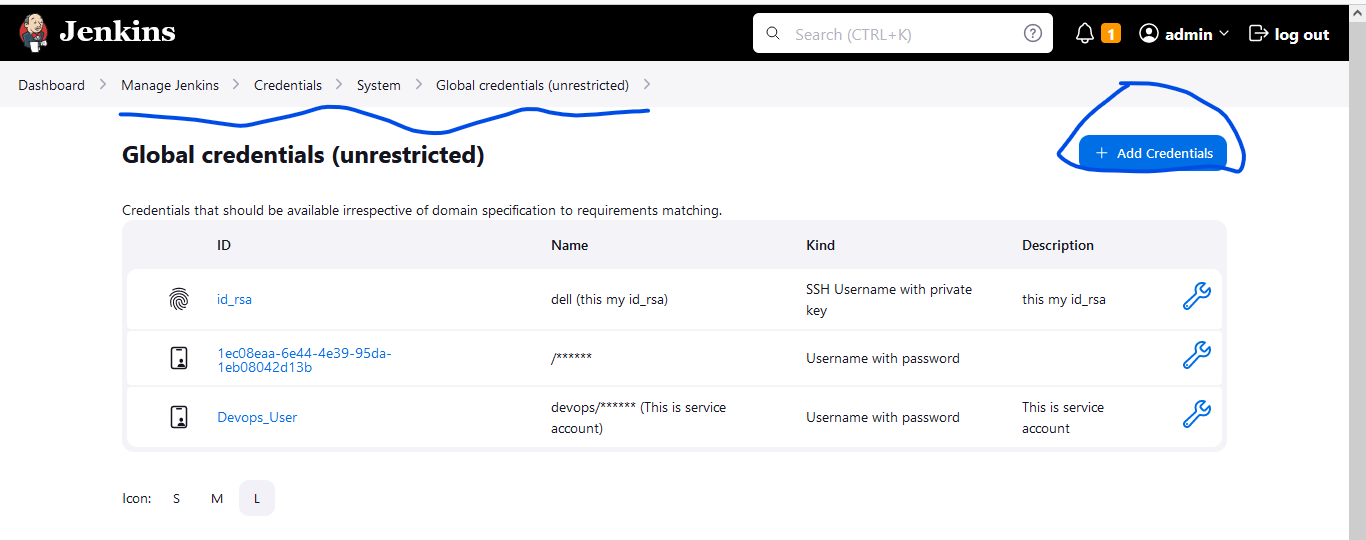 Jenkins
Search (CTRL+K)
1
admin
log out
Dashboard
Manage Jenkins
Credentials
System
Global credentials (unrestricted)
Global credentials (unrestricted)
+ Add Credentials
Credentials that should be available irrespective of domain specification to requirements matching.
ID Name Kind Description
id_rsa
dell (this my id_rsa)
SSH Username with private
key
this my id_rsa
1ec08eaa-6e44-4e39-95da-
1eb08042d13b
/******
Username with password
Devops_User
devops/****** (This is service
account)
Username with password
This is service
account
Icon: S M L